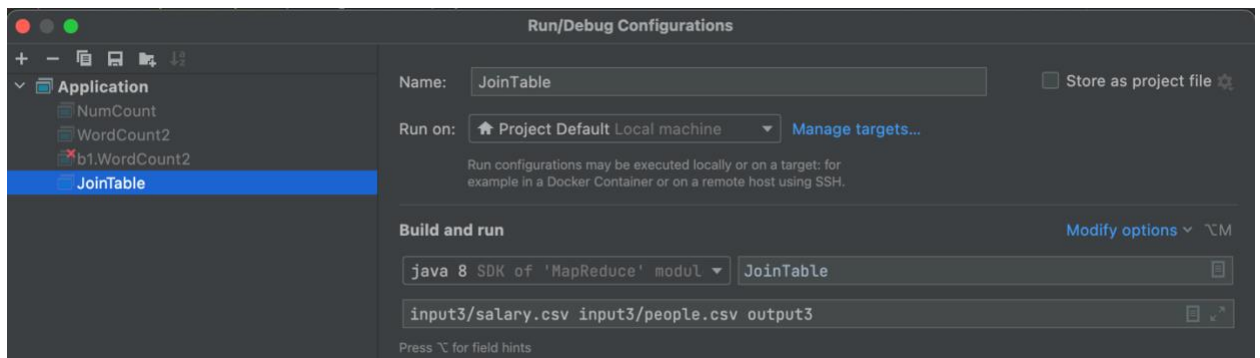 Run/Debug Configurations
Application
NumCount
WordCount2
b1.WordCount2
JoinTable
Name: JoinTable
Store as project file
Run on: Project Default Local machine
Manage targets...
Run configurations may be executed locally or on a target: for
example in a Docker Container or on a remote host using SSH.
Build and run
Modify options ⌥M
java 8 SDK of 'MapReduce' modul
JoinTable
input3/salary.csv input3/people.csv output3
Press ⌥ for field hints